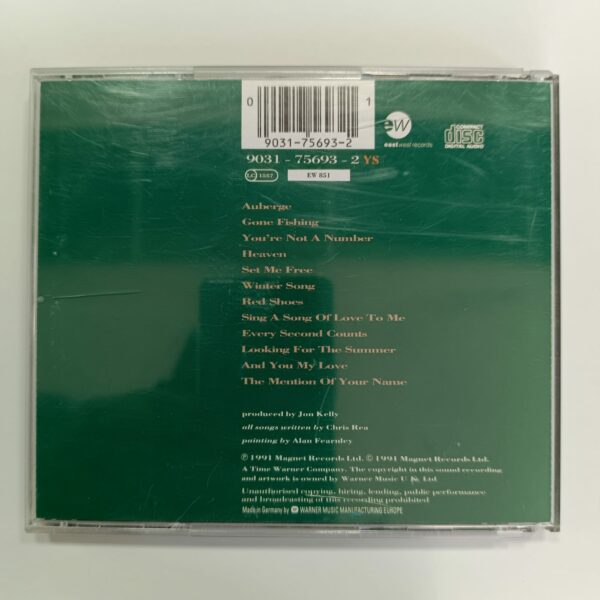 0 1
9031-75693-2
ew
east west records
COMPACT
disc
DIGITAL AUDIO
9031 - 75693 - 2 YS
LC 1557
EW 851
Auberge
Gone Fishing
You're Not A Number
Heaven
Set Me Free
Winter Song
Red Shoes
Sing A Song Of Love To Me
Every Second Counts
Looking For The Summer
And You My Love
The Mention Of Your Name
produced by Jon Kelly
all songs written by Chris Rea
painting by Alan Fearnley
℗ 1991 Magnet Records Ltd. © 1991 Magnet Records Ltd.
A Time Warner Company. The copyright in this sound recording
and artwork is owned by Warner Music U K Ltd
Unauthorised copying, hiring, lending, public performance
and broadcasting of this recording prohibited
Made in Germany by WARNER MUSIC MANUFACTURING EUROPE